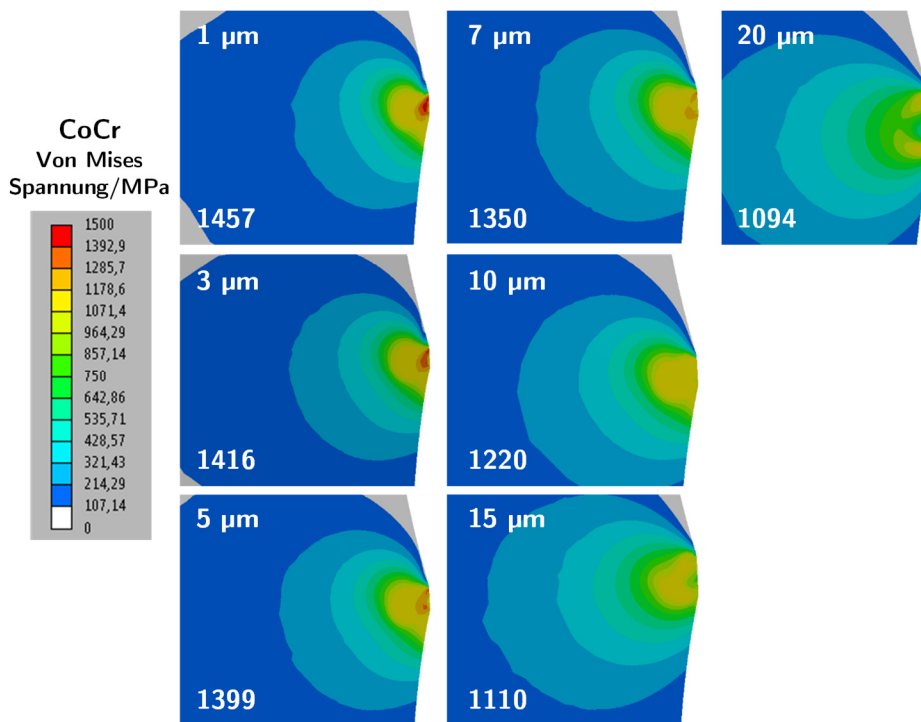 CoCr
Von Mises
Spannung/MPa
1500
1392,9
1285,7
1178,6
1071,4
964,29
857,14
750
642,86
535,71
428,57
321,43
214,29
107,14
0
1 µm
1457
7 µm
1350
20 µm
1094
3 µm
1416
10 µm
1220
5 µm
1399
15 µm
1110